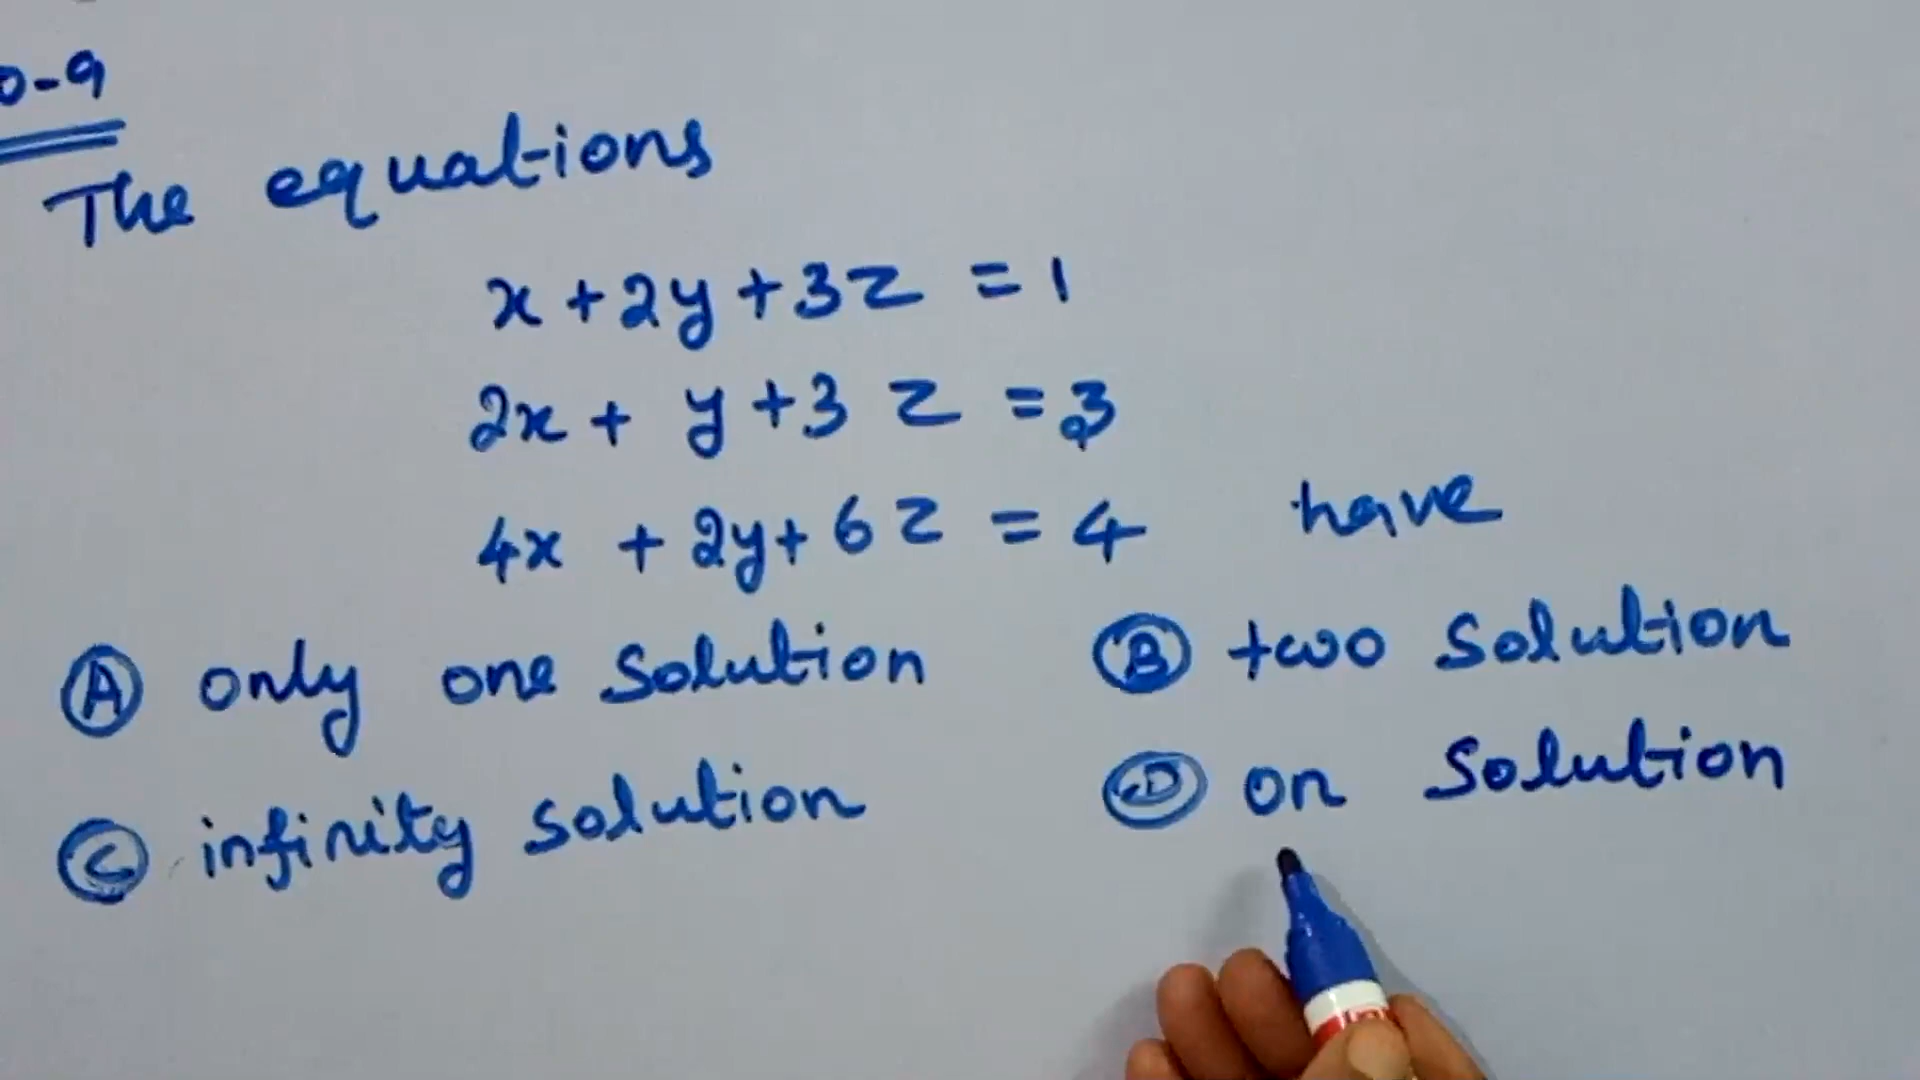 0-9
The equations
x + 2y + 3z = 1
2x + y + 3z = 3
4x + 2y + 6z = 4 have
A only one solution B two solution
C infinity solution D on solution